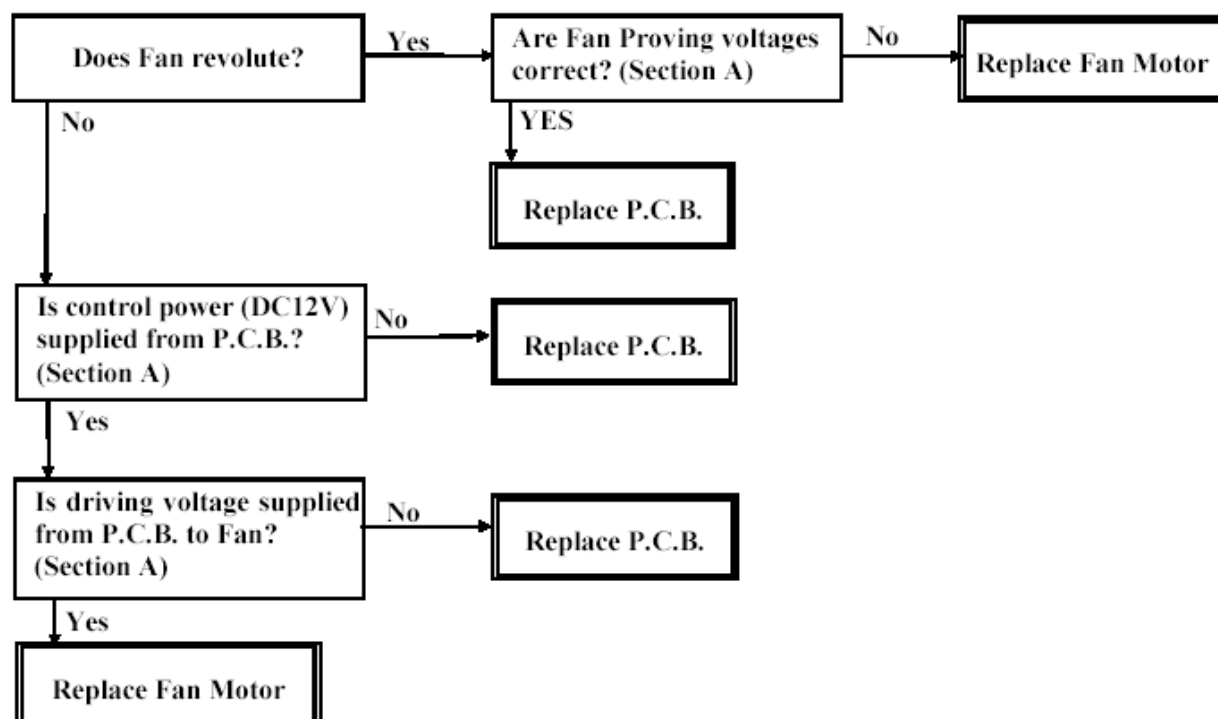 Does Fan revolute?
Yes
Are Fan Proving voltages
correct? (Section A)
No
Replace Fan Motor
No
YES
Replace P.C.B.
Is control power (DC12V)
supplied from P.C.B.?
(Section A)
No
Replace P.C.B.
Yes
Is driving voltage supplied
from P.C.B. to Fan?
(Section A)
No
Replace P.C.B.
Yes
Replace Fan Motor